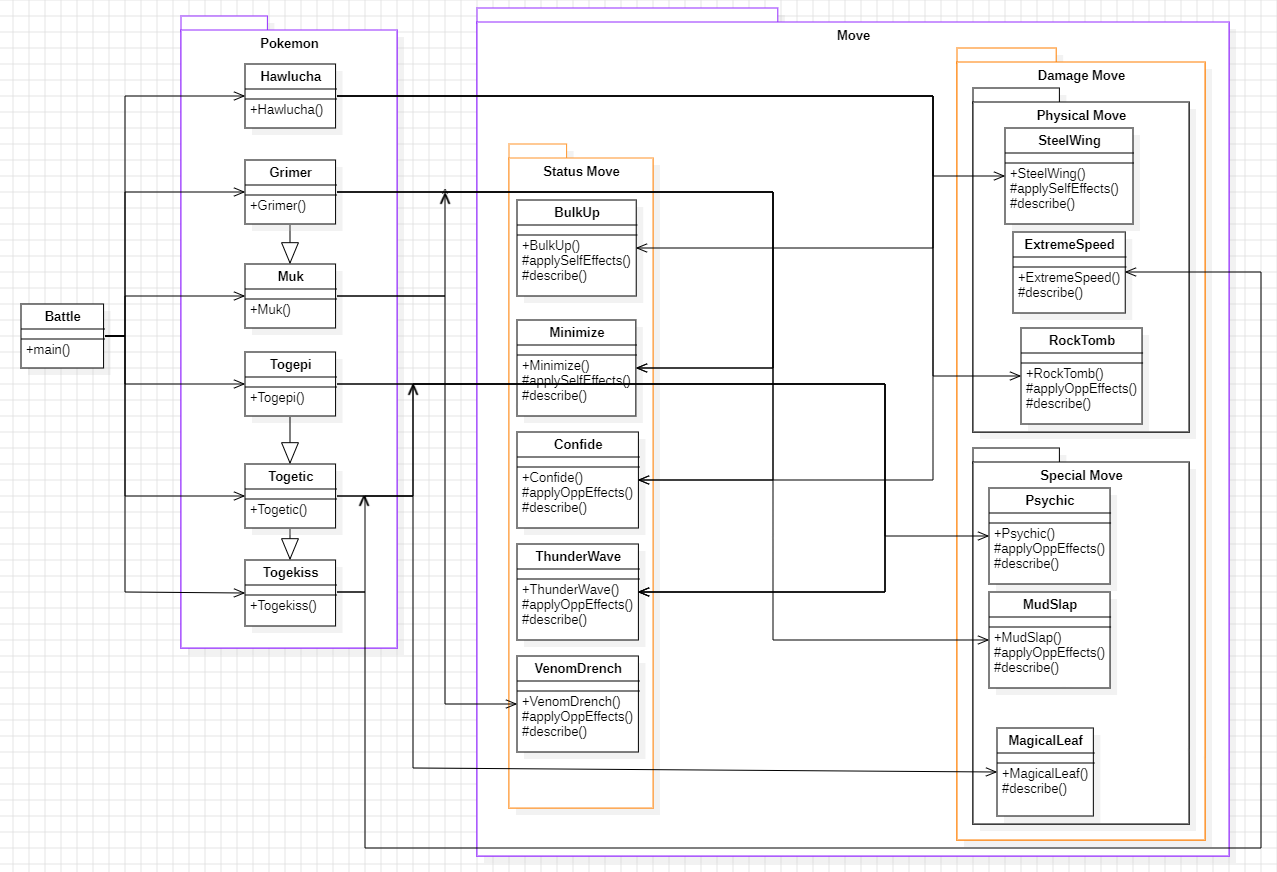 Pokemon
Hawlucha
+Hawlucha()
Grimer
+Grimer()
Muk
+Muk()
Battle
+main()
Togepi
+Togepi()
Togetic
+Togetic()
Togekiss
+Togekiss()
Move
Status Move
BulkUp
+BulkUp()
#applySelfEffects()
#describe()
Minimize
+Minimize()
#applySelfEffects()
#describe()
Confide
+Confide()
#applyOppEffects()
#describe()
ThunderWave
+ThunderWave()
#applyOppEffects()
#describe()
VenomDrench
+VenomDrench()
#applyOppEffects()
#describe()
Damage Move
Physical Move
SteelWing
+SteelWing()
#applySelfEffects()
#describe()
ExtremeSpeed
+ExtremeSpeed()
#describe()
RockTomb
+RockTomb()
#applyOppEffects()
#describe()
Special Move
Psychic
+Psychic()
#applyOppEffects()
#describe()
MudSlap
+MudSlap()
#applyOppEffects()
#describe()
MagicalLeaf
+MagicalLeaf()
#describe()